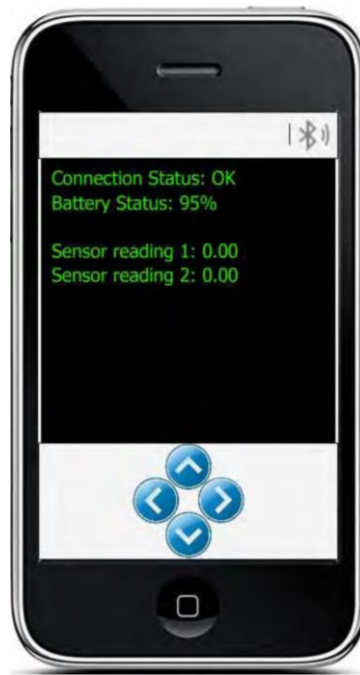 Connection Status: OK
Battery Status: 95%
Sensor reading 1: 0.00
Sensor reading 2: 0.00